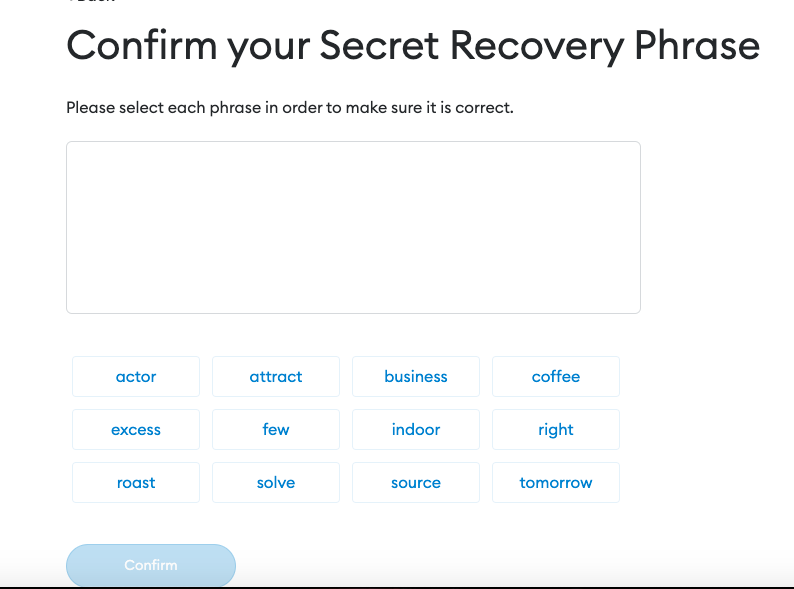 Confirm your Secret Recovery Phrase
Please select each phrase in order to make sure it is correct.
actor attract business coffee
excess few indoor right
roast solve source tomorrow
Confirm